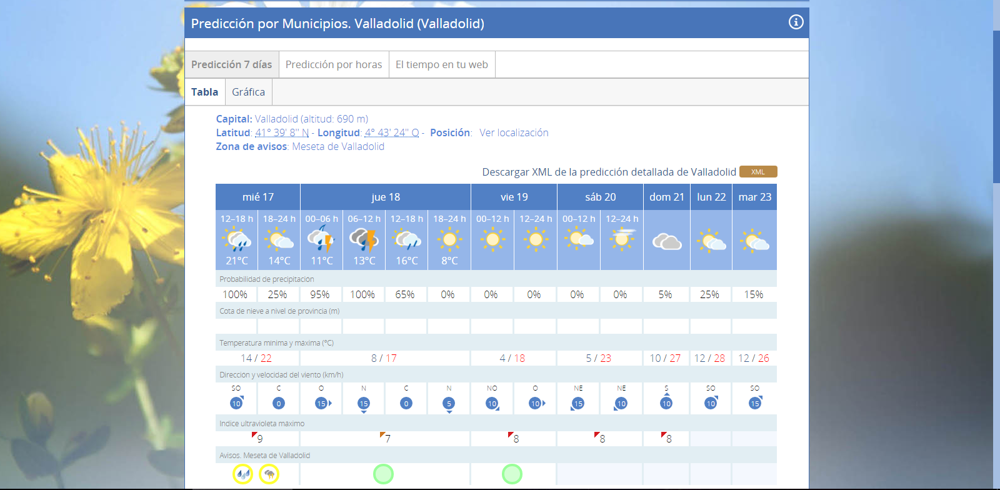 Predicción por Municipios. Valladolid (Valladolid)
Predicción 7 días Predicción por horas El tiempo en tu web
Tabla Gráfica
Capital: Valladolid (altitud: 690 m)
Latitud: 41° 39' 8'' N - Longitud: 4° 43' 24'' O - Posición: Ver localización
Zona de avisos: Meseta de Valladolid
Descargar XML de la predicción detallada de Valladolid XML
mié 17 jue 18 vie 19 sáb 20 dom 21 lun 22 mar 23
12–18 h 18–24 h 00–06 h 06–12 h 12–18 h 18–24 h 00–12 h 12–24 h 00–12 h 12–24 h
21°C 14°C 11°C 13°C 16°C 8°C
Probabilidad de precipitación
100% 25% 95% 100% 65% 0% 0% 0% 0% 0% 5% 25% 15%
Cota de nieve a nivel de provincia (m)
Temperatura mínima y máxima (°C)
14 / 22 8 / 17 4 / 18 5 / 23 10 / 27 12 / 28 12 / 26
Dirección y velocidad del viento (km/h)
SO C O N C N NO O NE NE S SO SO
10 0 15 15 0 5 10 10 15 10 10 10 15
Indice ultravioleta máximo
9 7 8 8 8
Avisos. Meseta de Valladolid